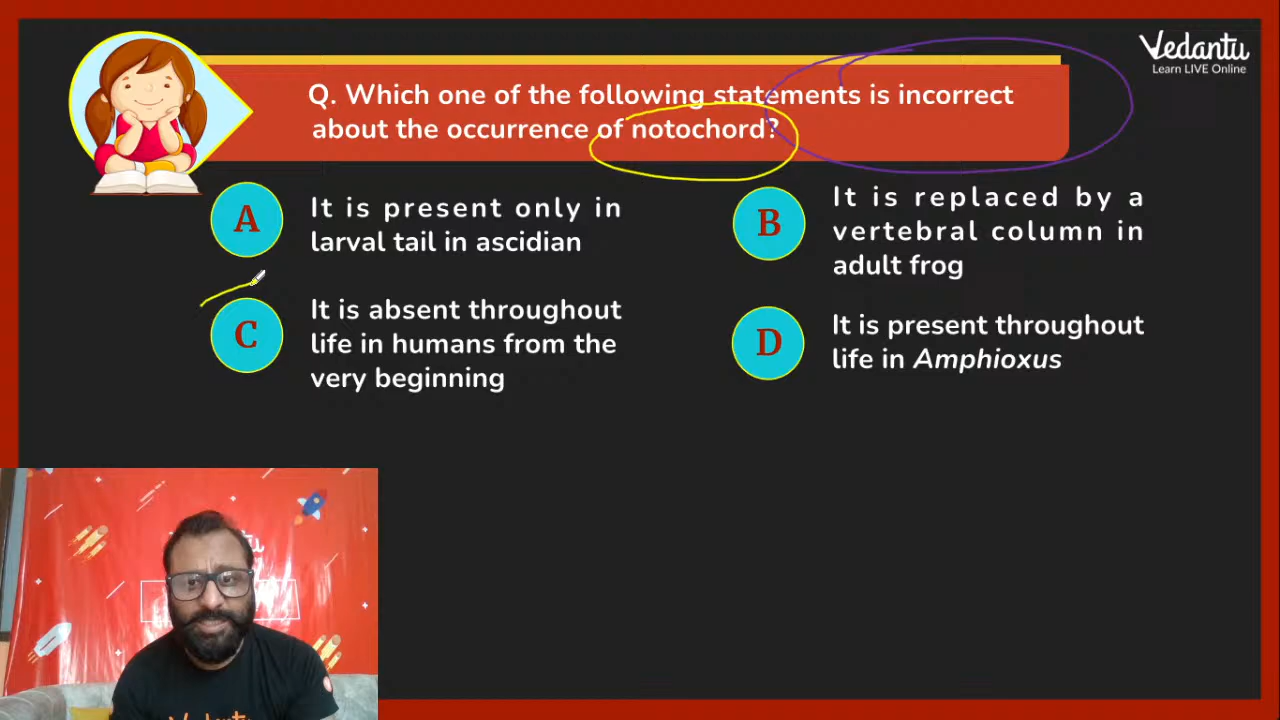 Vedantu
Learn LIVE Online
Q. Which one of the following statements is incorrect
about the occurrence of notochord?
A
It is present only in
larval tail in ascidian
B
It is replaced by a
vertebral column in
adult frog
C
It is absent throughout
life in humans from the
very beginning
D
It is present throughout
life in Amphioxus